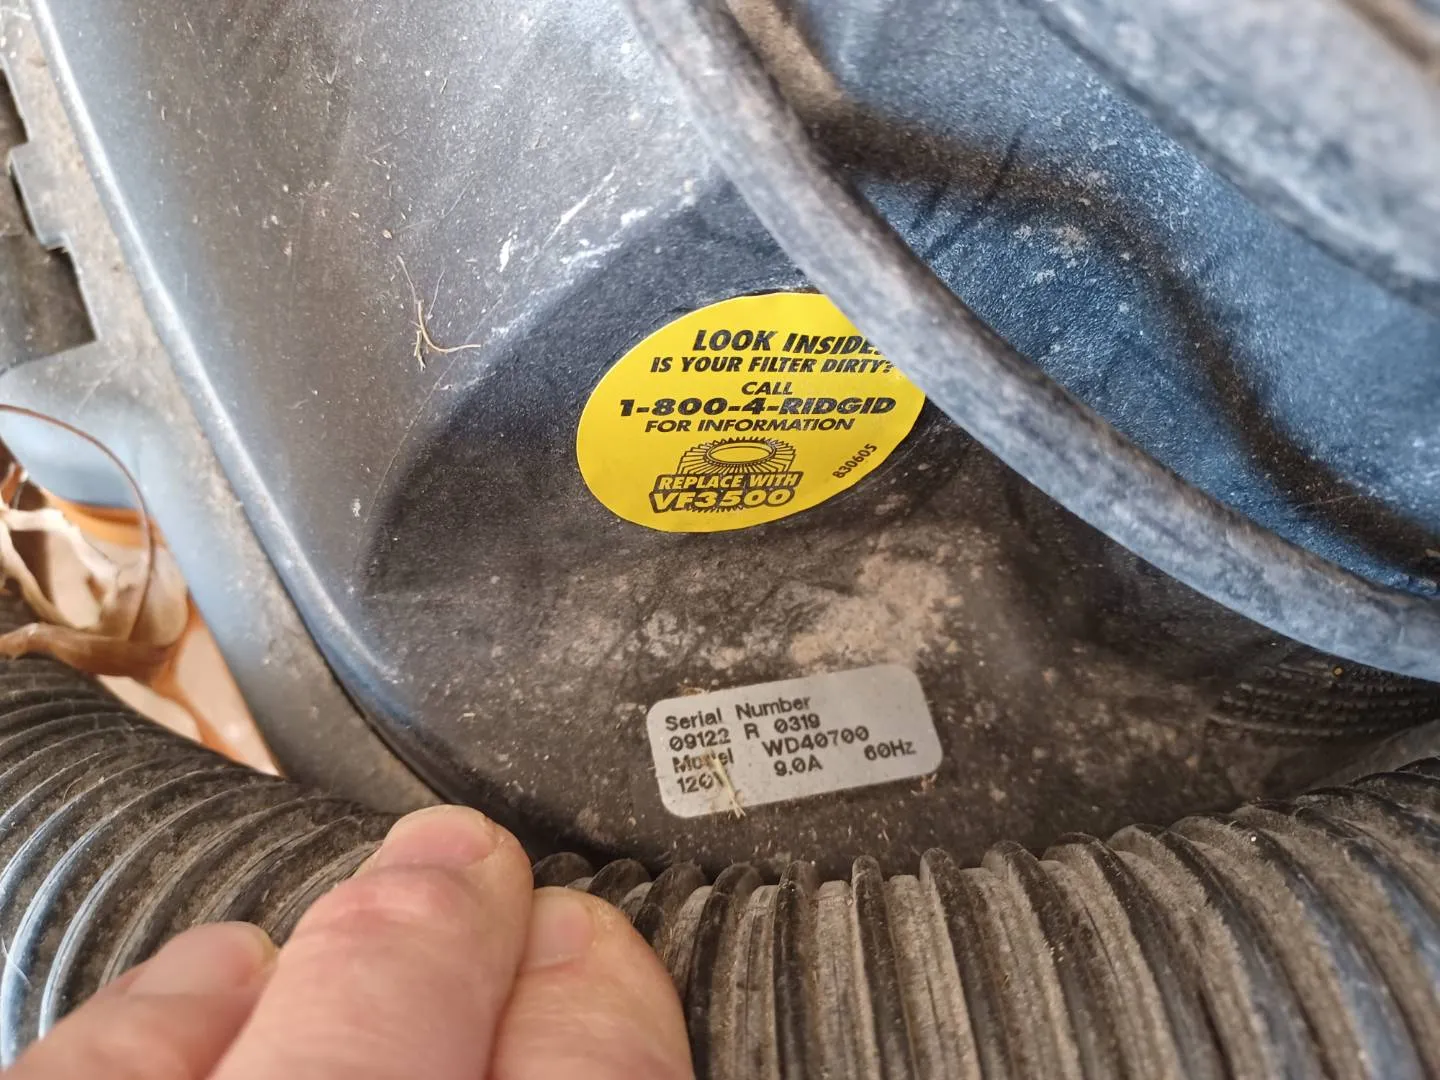 LOOK INSIDE.
IS YOUR FILTER DIRTY?
CALL
1-800-4-RIDGID
FOR INFORMATION
REPLACE WITH
VF3500
830605
Serial Number
09122 R 0319
Model WD40700
120V 9.0A 60Hz